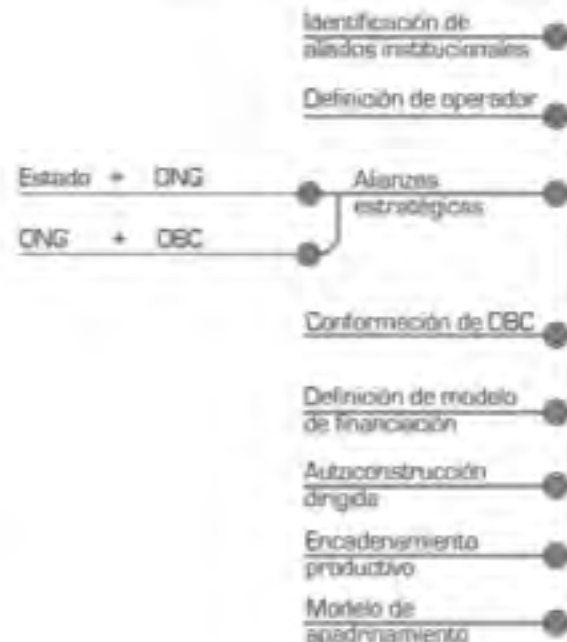 Identificación de
aliados institucionales
Definición de operador
Estado + ONG
Alianzas
estratégicas
ONG + OBC
Conformación de OBC
Definición de modelo
de financiación
Autoconstrucción
dirigida
Encadenamiento
productivo
Modelo de
apadrinamiento